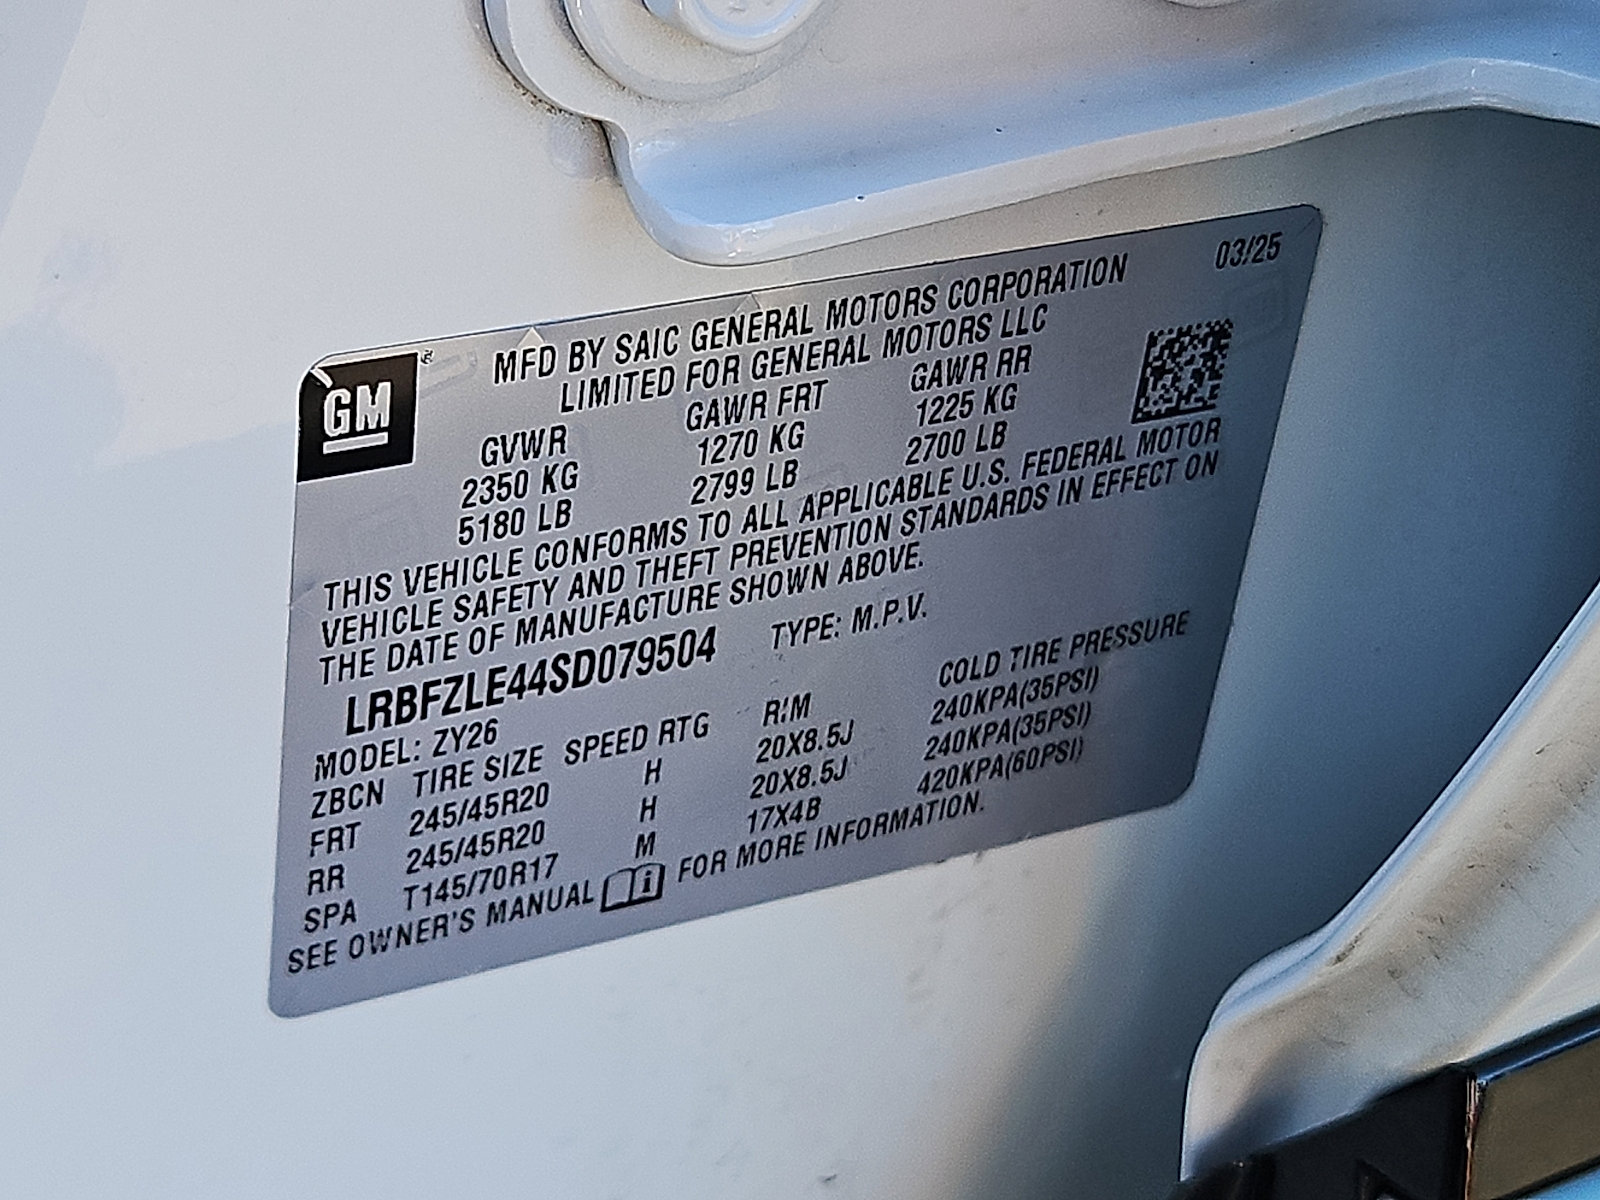 03/25
GM ®
MFD BY SAIC GENERAL MOTORS CORPORATION
LIMITED FOR GENERAL MOTORS LLC
GVWR GAWR FRT GAWR RR
2350 KG 1270 KG 1225 KG
5180 LB 2799 LB 2700 LB
THIS VEHICLE CONFORMS TO ALL APPLICABLE U.S. FEDERAL MOTOR
VEHICLE SAFETY AND THEFT PREVENTION STANDARDS IN EFFECT ON
THE DATE OF MANUFACTURE SHOWN ABOVE.
LRBFZLE44SD079504 TYPE: M.P.V.
MODEL: ZY26
ZBCN TIRE SIZE SPEED RTG RIM COLD TIRE PRESSURE
FRT 245/45R20 H 20X8.5J 240KPA(35PSI)
RR 245/45R20 H 20X8.5J 240KPA(35PSI)
SPA T145/70R17 M 17X4B 420KPA(60PSI)
SEE OWNER'S MANUAL FOR MORE INFORMATION.